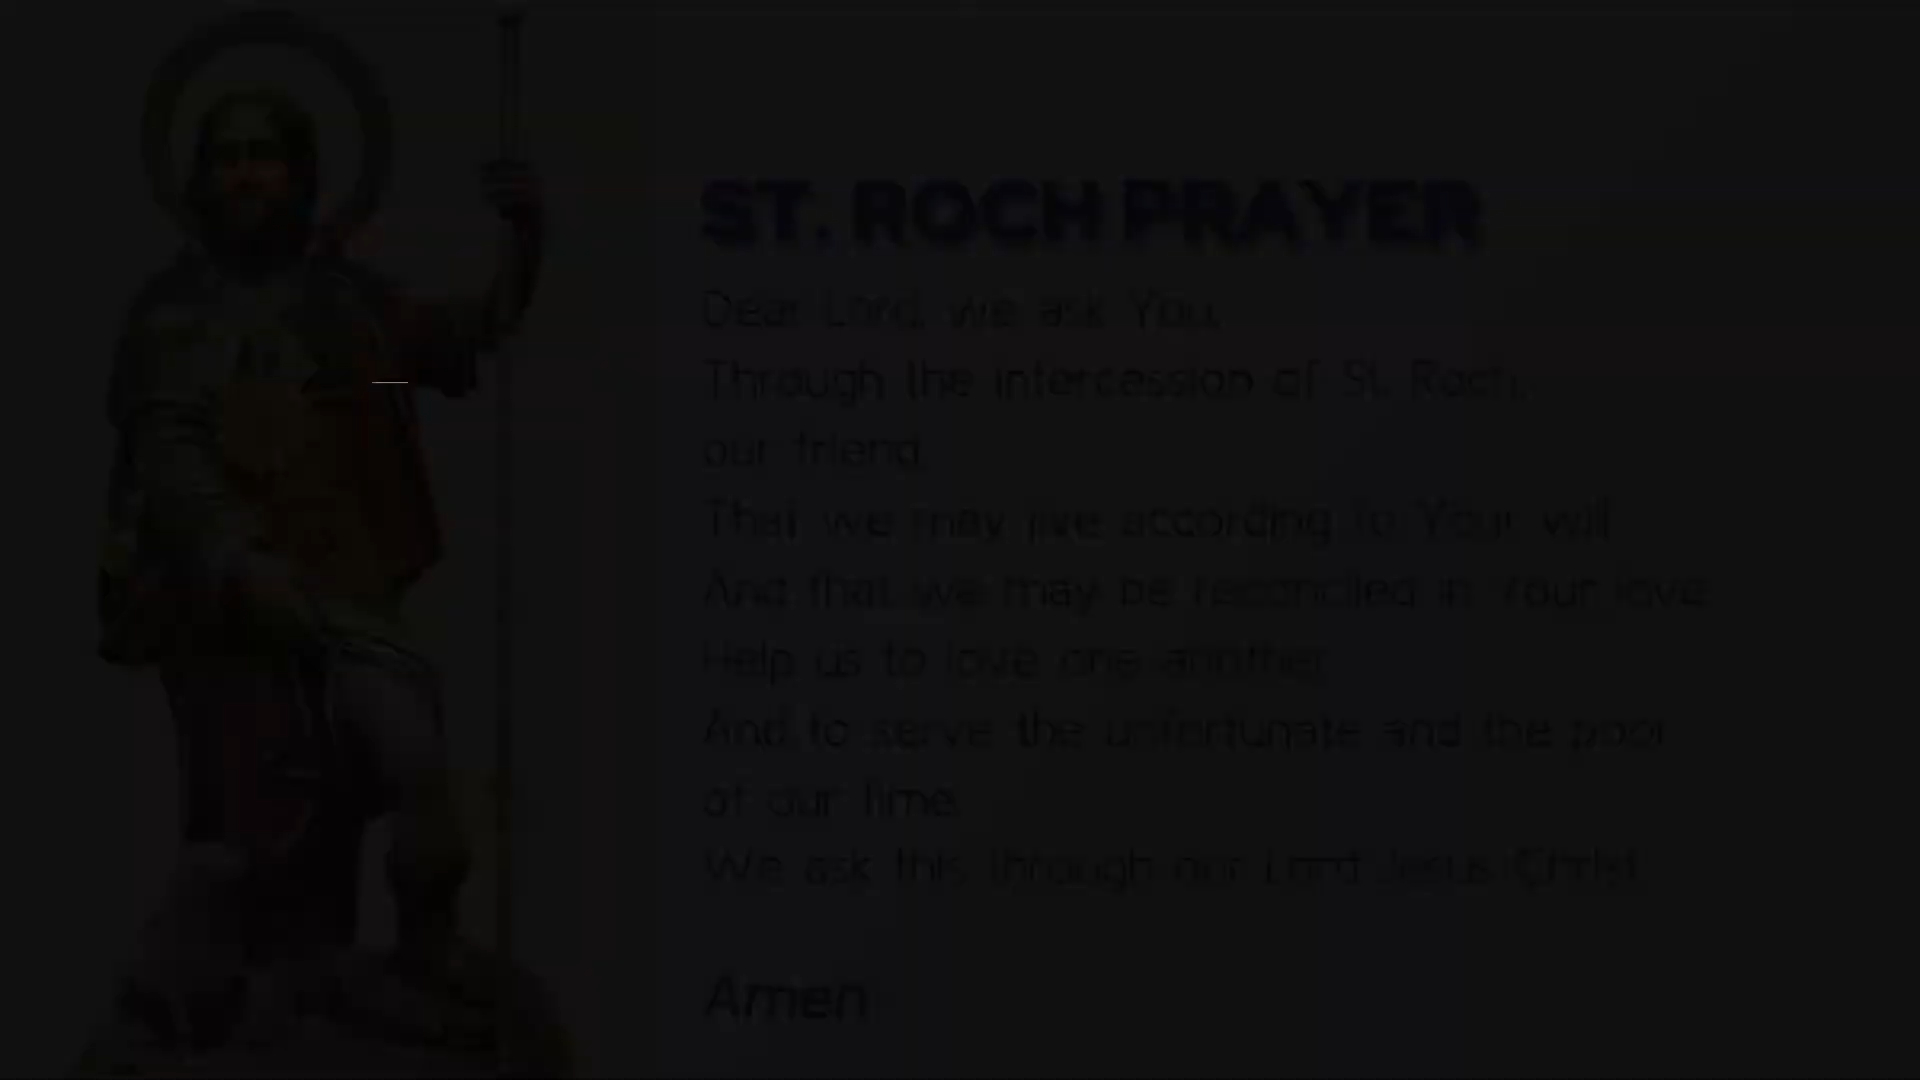 ST. ROCH PRAYER
Dear Lord, we ask You,
Through the intercession of St. Roch,
our friend
That we may live according to Your will
And that we may be reconciled in Your love
Help us to love one another
And to serve the unfortunate and the poor
of our time
We ask this through our Lord Jesus Christ
Amen